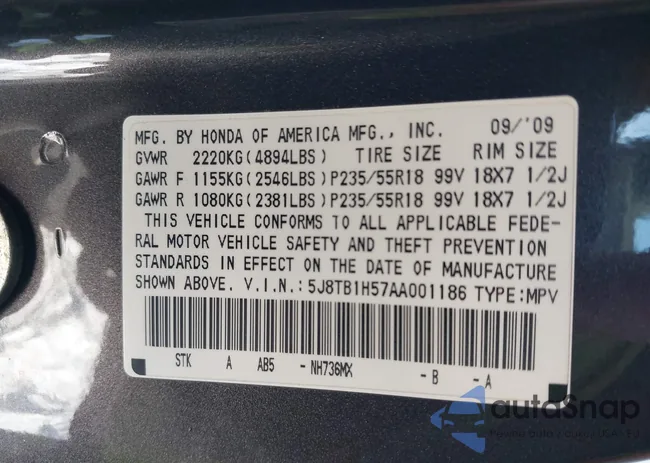 MFG. BY HONDA OF AMERICA MFG., INC. 09/'09
GVWR 2220KG(4894LBS) TIRE SIZE RIM SIZE
GAWR F 1155KG(2546LBS)P235/55R18 99V 18X7 1/2J
GAWR R 1080KG(2381LBS)P235/55R18 99V 18X7 1/2J
THIS VEHICLE CONFORMS TO ALL APPLICABLE FEDE-
RAL MOTOR VEHICLE SAFETY AND THEFT PREVENTION
STANDARDS IN EFFECT ON THE DATE OF MANUFACTURE
SHOWN ABOVE. V.I.N.:5J8TB1H57AA001186 TYPE:MPV
STK A AB5 -NH736MX -B -A
autoSnap